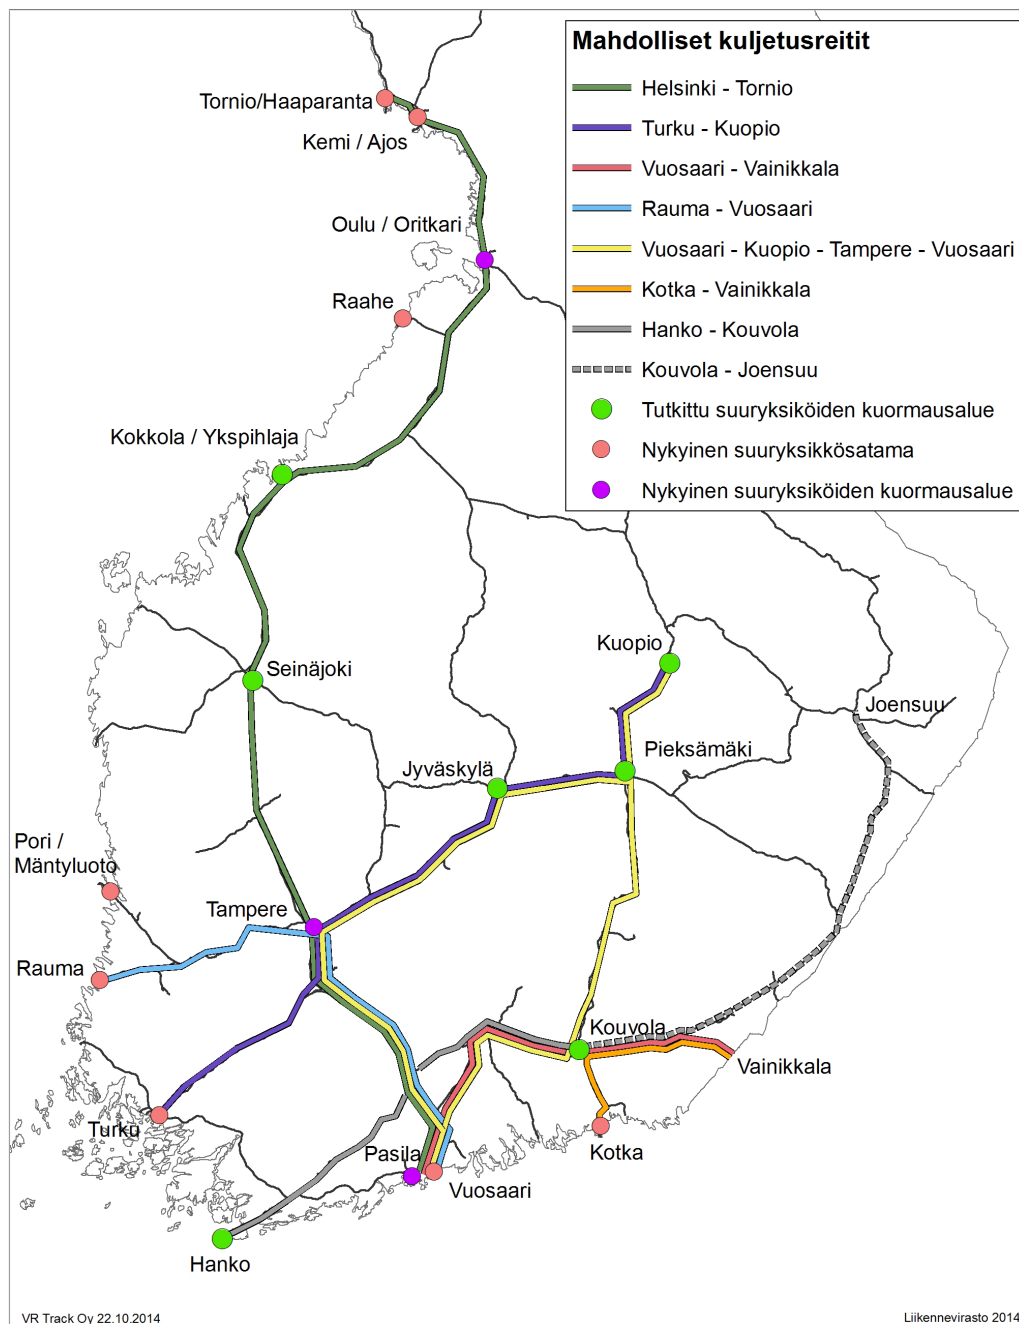 Mahdolliset kuljetusreitit
Helsinki - Tornio
Turku - Kuopio
Vuosaari - Vainikkala
Rauma - Vuosaari
Vuosaari - Kuopio - Tampere - Vuosaari
Kotka - Vainikkala
Hanko - Kouvola
Kouvola - Joensuu
Tutkittu suuryksiköiden kuormausalue
Nykyinen suuryksikkösatama
Nykyinen suuryksiköiden kuormausalue
Tornio/Haaparanta
Kemi / Ajos
Oulu / Oritkari
Raahe
Kokkola / Ykspihlaja
Kuopio
Seinäjoki
Joensuu
Pieksämäki
Jyväskylä
Pori /
Mäntyluoto
Tampere
Rauma
Kouvola
Vainikkala
Turku
Pasila
Kotka
Vuosaari
Hanko
VR Track Oy 22.10.2014
Liikennevirasto 2014